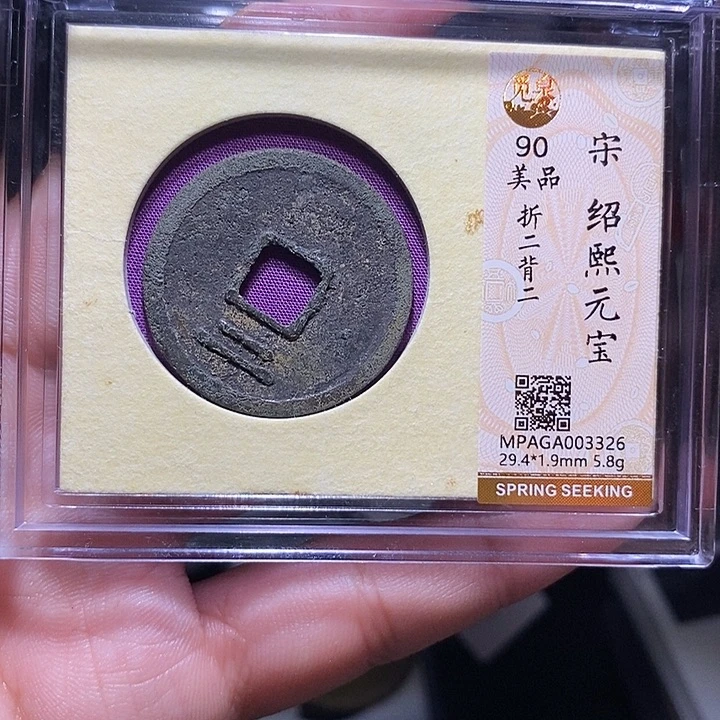 觅泉
90
美品
折二背二
宋 绍熙元宝
二
MPAGA003326
29.4*1.9mm 5.8g
SPRING SEEKING